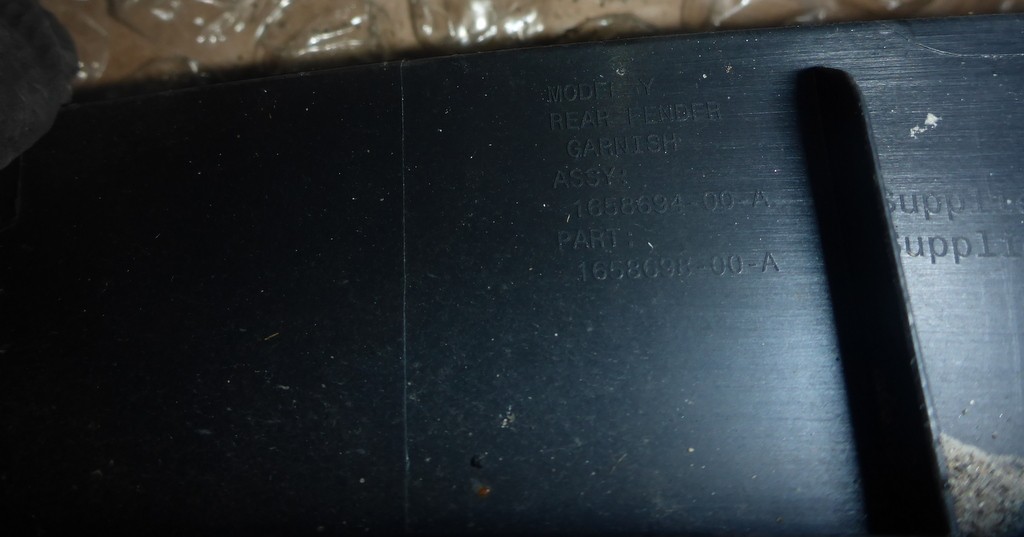 MODEL Y
REAR FENDER
GARNISH
ASSY:
1658694-00-A
PART:
1658698-00-A